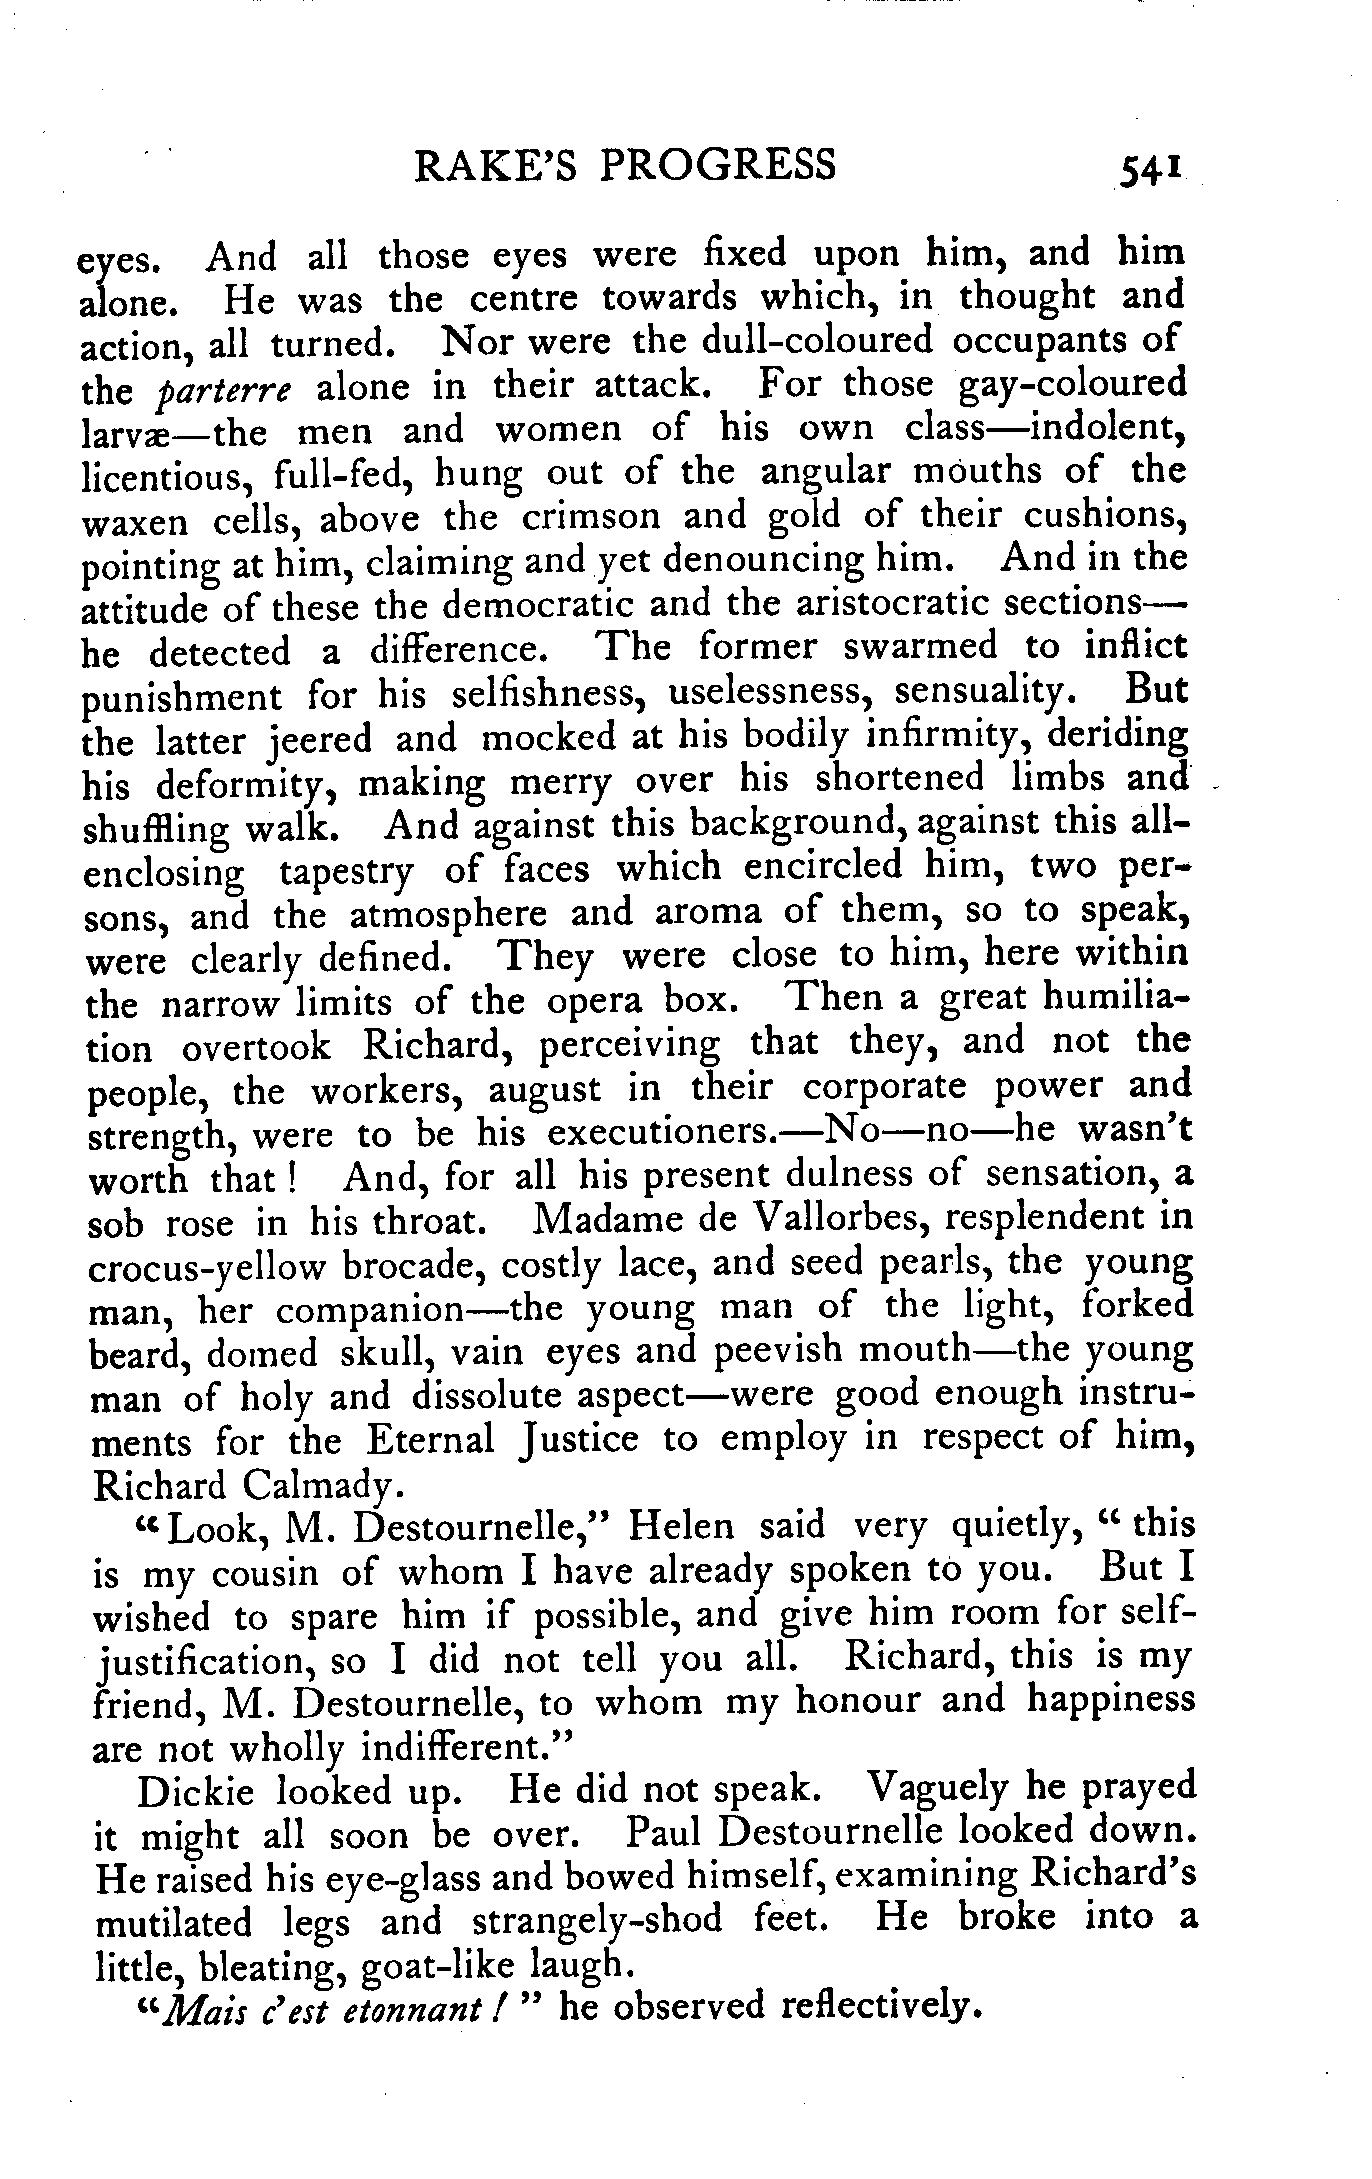 RAKE'S PROGRESS 541
eyes. And all those eyes were fixed upon him, and him
alone. He was the centre towards which, in thought and
action, all turned. Nor were the dull-coloured occupants of
the parterre alone in their attack. For those gay-coloured
larvæ—the men and women of his own class—indolent,
licentious, full-fed, hung out of the angular mouths of the
waxen cells, above the crimson and gold of their cushions,
pointing at him, claiming and yet denouncing him. And in the
attitude of these the democratic and the aristocratic sections—
he detected a difference. The former swarmed to inflict
punishment for his selfishness, uselessness, sensuality. But
the latter jeered and mocked at his bodily infirmity, deriding
his deformity, making merry over his shortened limbs and
shuffling walk. And against this background, against this all-
enclosing tapestry of faces which encircled him, two per-
sons, and the atmosphere and aroma of them, so to speak,
were clearly defined. They were close to him, here within
the narrow limits of the opera box. Then a great humilia-
tion overtook Richard, perceiving that they, and not the
people, the workers, august in their corporate power and
strength, were to be his executioners.—No—no—he wasn't
worth that! And, for all his present dulness of sensation, a
sob rose in his throat. Madame de Vallorbes, resplendent in
crocus-yellow brocade, costly lace, and seed pearls, the young
man, her companion—the young man of the light, forked
beard, domed skull, vain eyes and peevish mouth—the young
man of holy and dissolute aspect—were good enough instru-
ments for the Eternal Justice to employ in respect of him,
Richard Calmady.
"Look, M. Destournelle," Helen said very quietly, "this
is my cousin of whom I have already spoken to you. But I
wished to spare him if possible, and give him room for self-
justification, so I did not tell you all. Richard, this is my
friend, M. Destournelle, to whom my honour and happiness
are not wholly indifferent."
Dickie looked up. He did not speak. Vaguely he prayed
it might all soon be over. Paul Destournelle looked down.
He raised his eye-glass and bowed himself, examining Richard's
mutilated legs and strangely-shod feet. He broke into a
little, bleating, goat-like laugh.
"Mais c'est etonnant!" he observed reflectively.